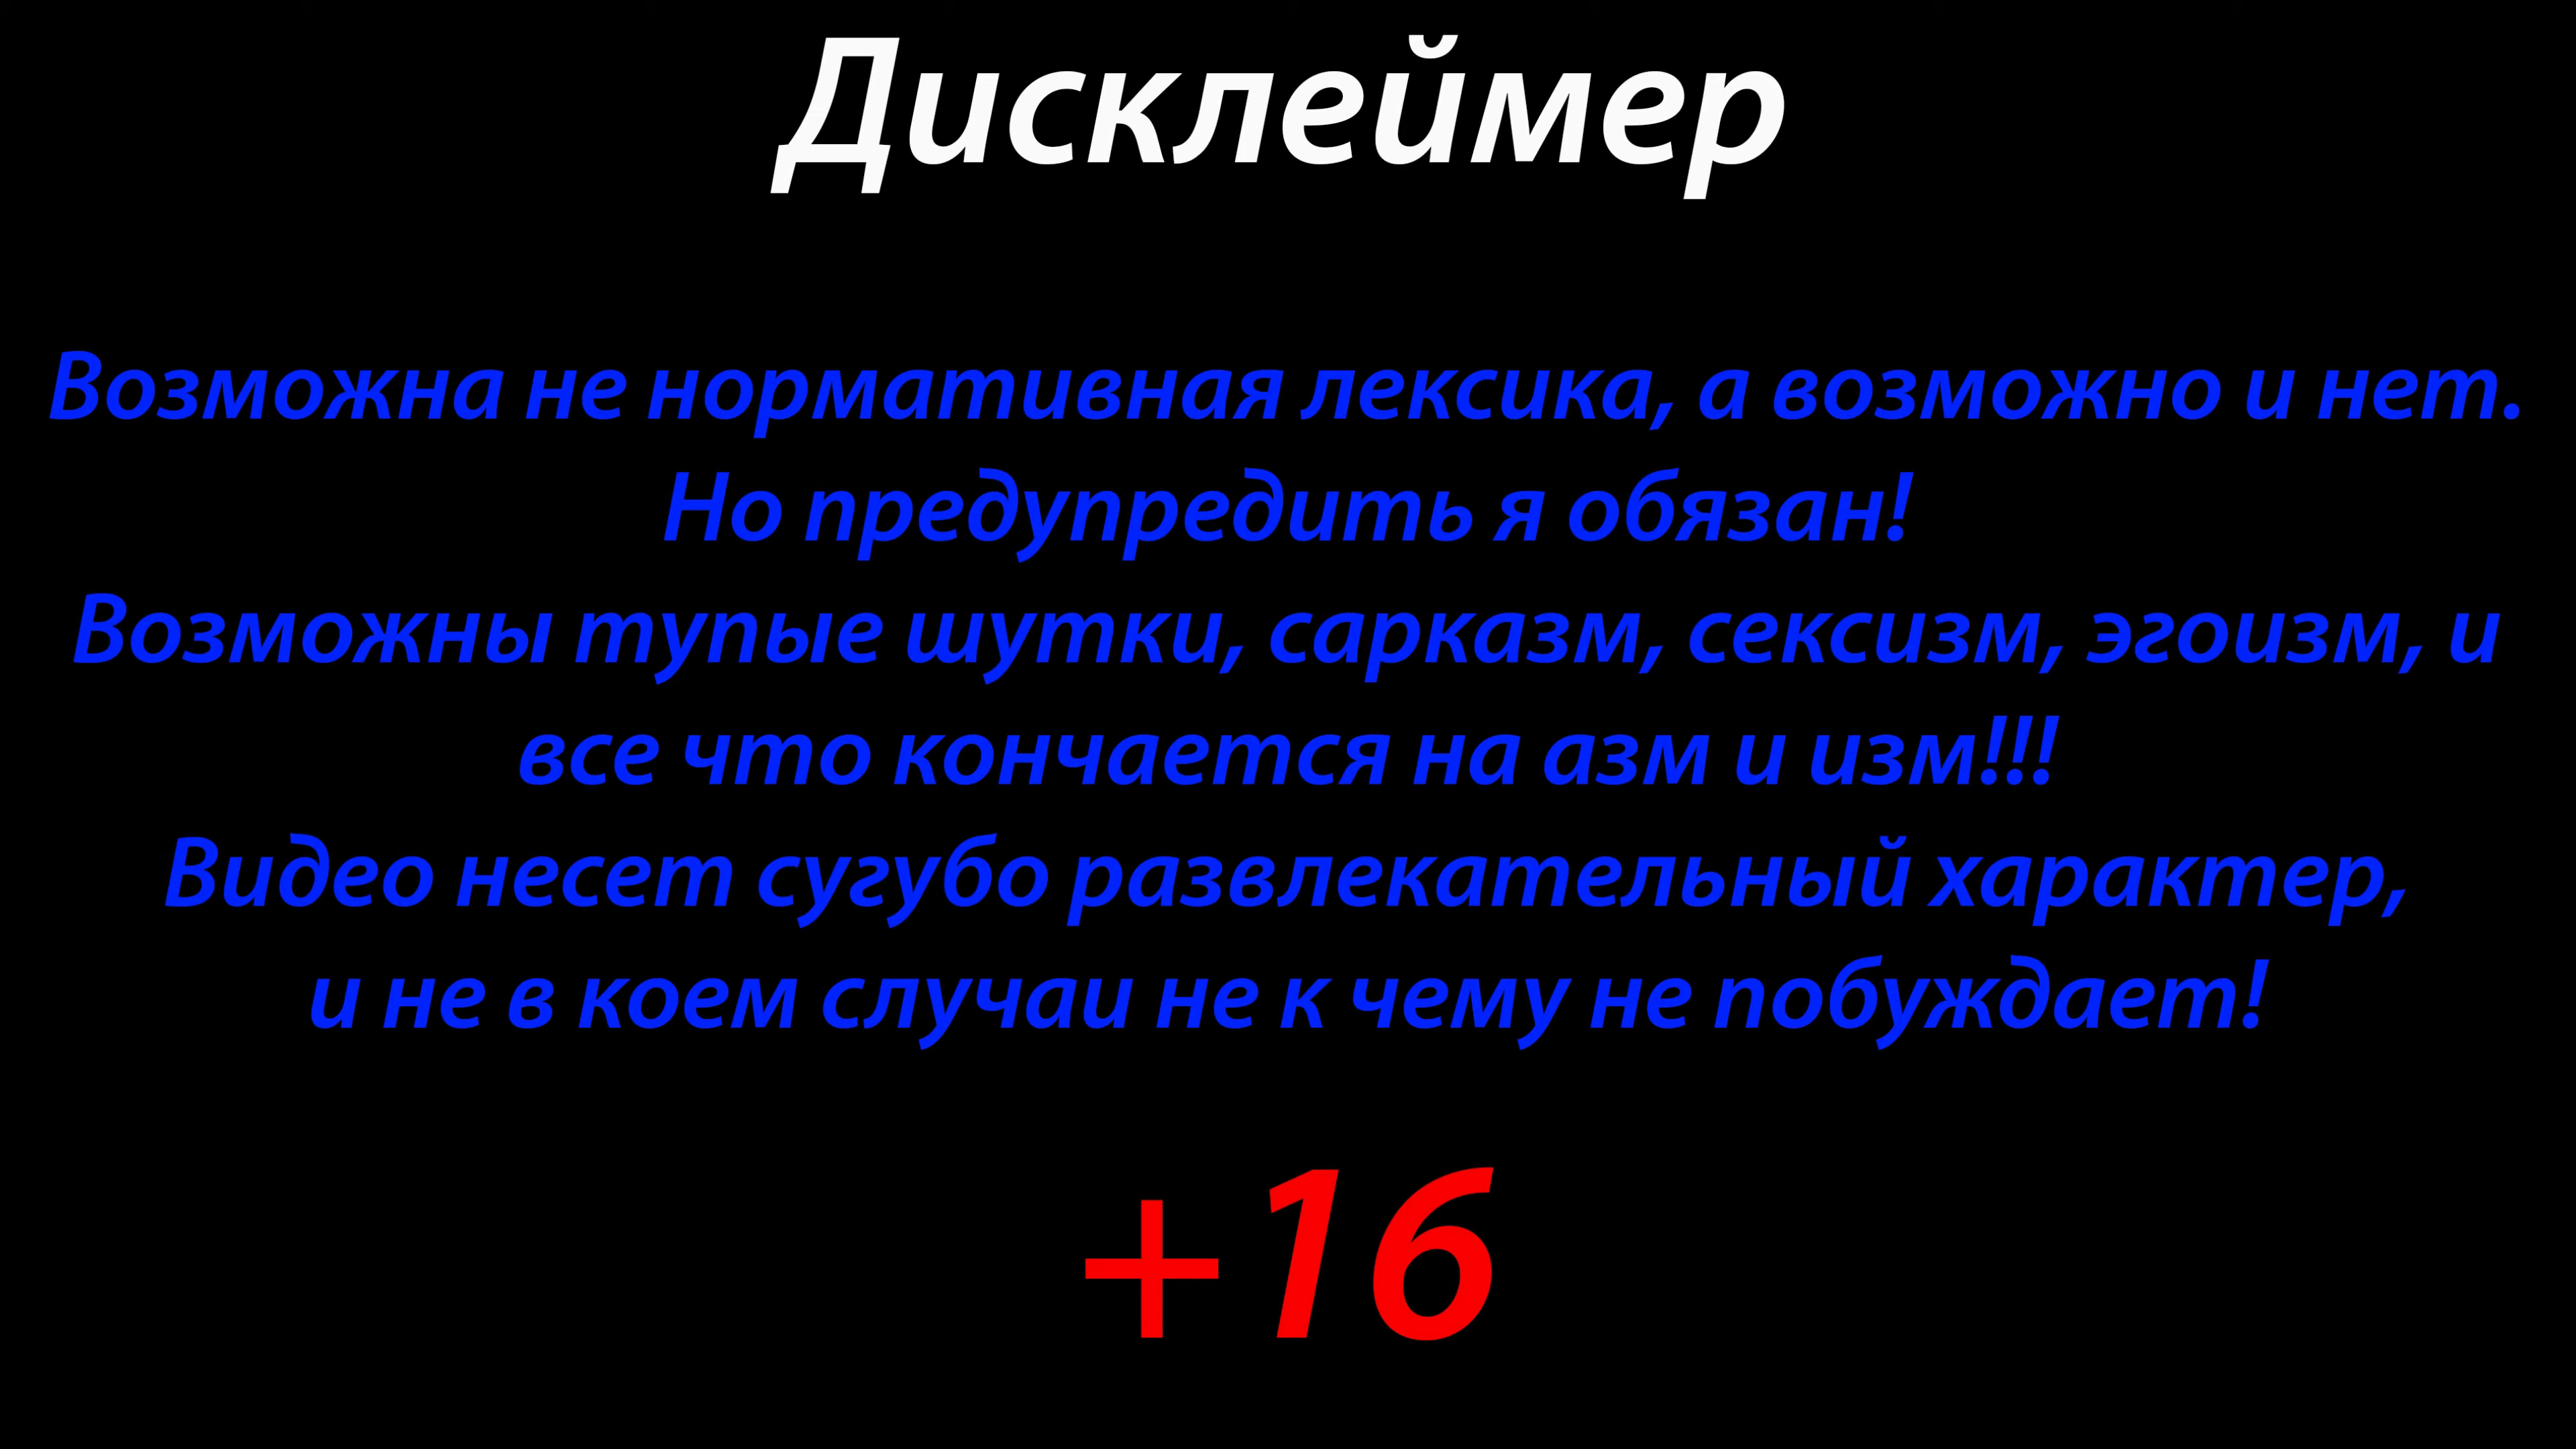 Дисклеймер
Возможна не нормативная лексика, а возможно и нет.
Но предупредить я обязан!
Возможны тупые шутки, сарказм, сексизм, эгоизм, и
все что кончается на азм и изм!!!
Видео несет сугубо развлекательный характер,
и не в коем случаи не к чему не побуждает!
+16